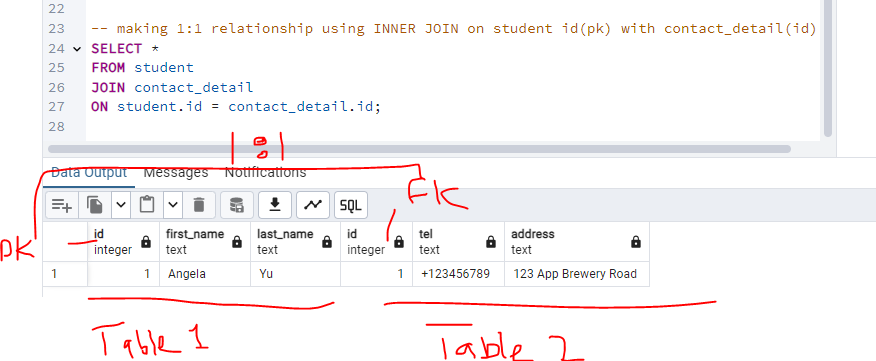 22
23 -- making 1:1 relationship using INNER JOIN on student id(pk) with contact_detail(id)
24 SELECT *
25 FROM student
26 JOIN contact_detail
27 ON student.id = contact_detail.id;
28
1:1
Data Output Messages Notifications
FK
SQL
PK
id first_name last_name id tel address
integer text text integer text text
1 1 Angela Yu 1 +123456789 123 App Brewery Road
Table 1 Table 2